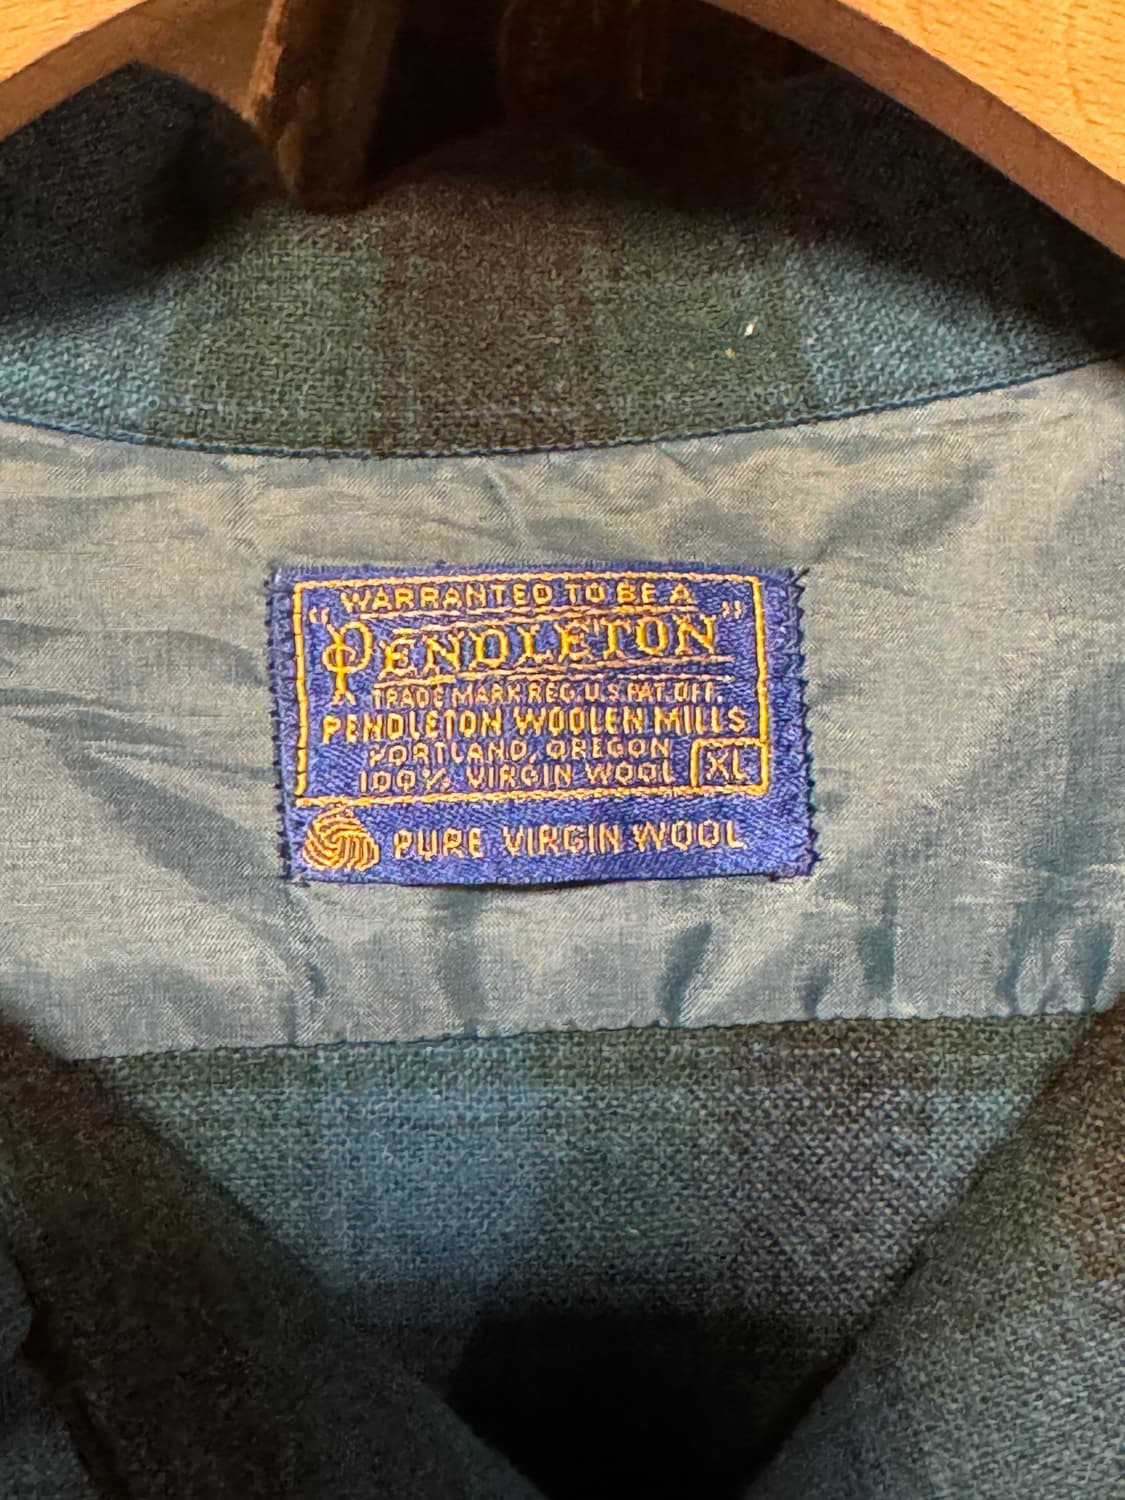 WARRANTED TO BE A
"PENDLETON"
TRADE MARK REG. U.S. PAT. OFF.
PENDLETON WOOLEN MILLS
PORTLAND, OREGON
100% VIRGIN WOOL XL
PURE VIRGIN WOOL